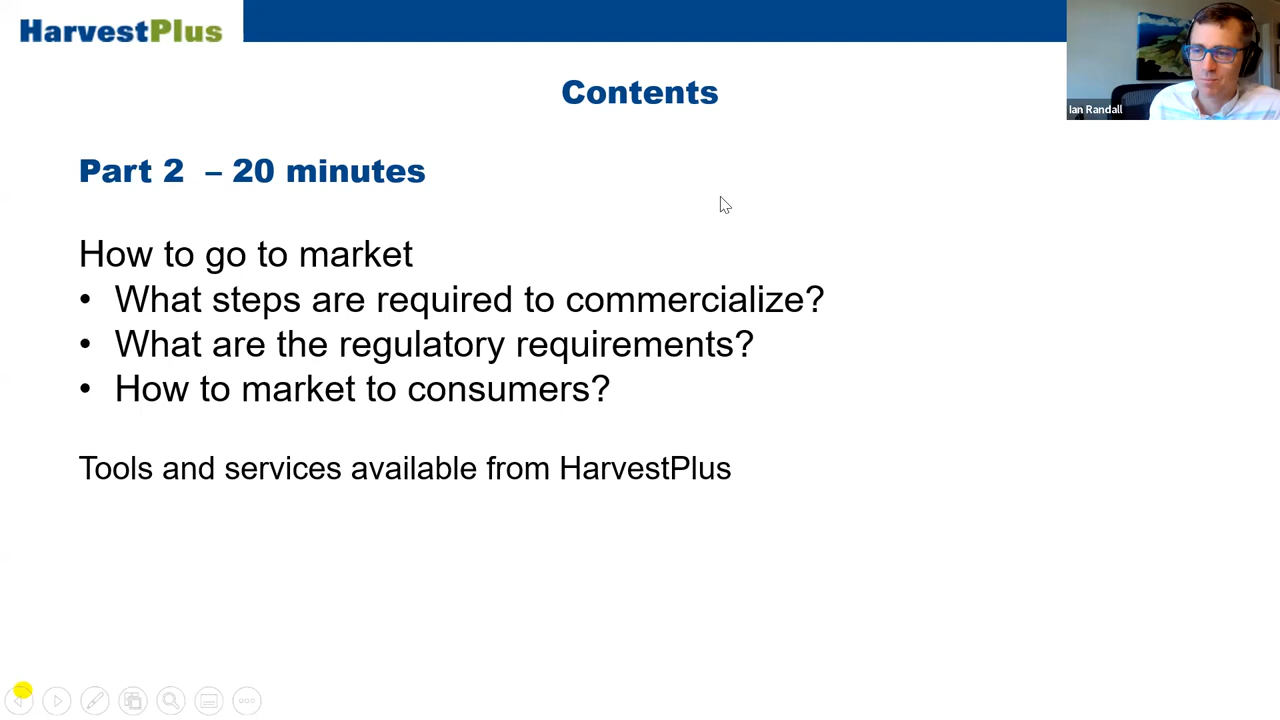 HarvestPlus
Ian Randall
Contents
Part 2 – 20 minutes
How to go to market
• What steps are required to commercialize?
• What are the regulatory requirements?
• How to market to consumers?
Tools and services available from HarvestPlus